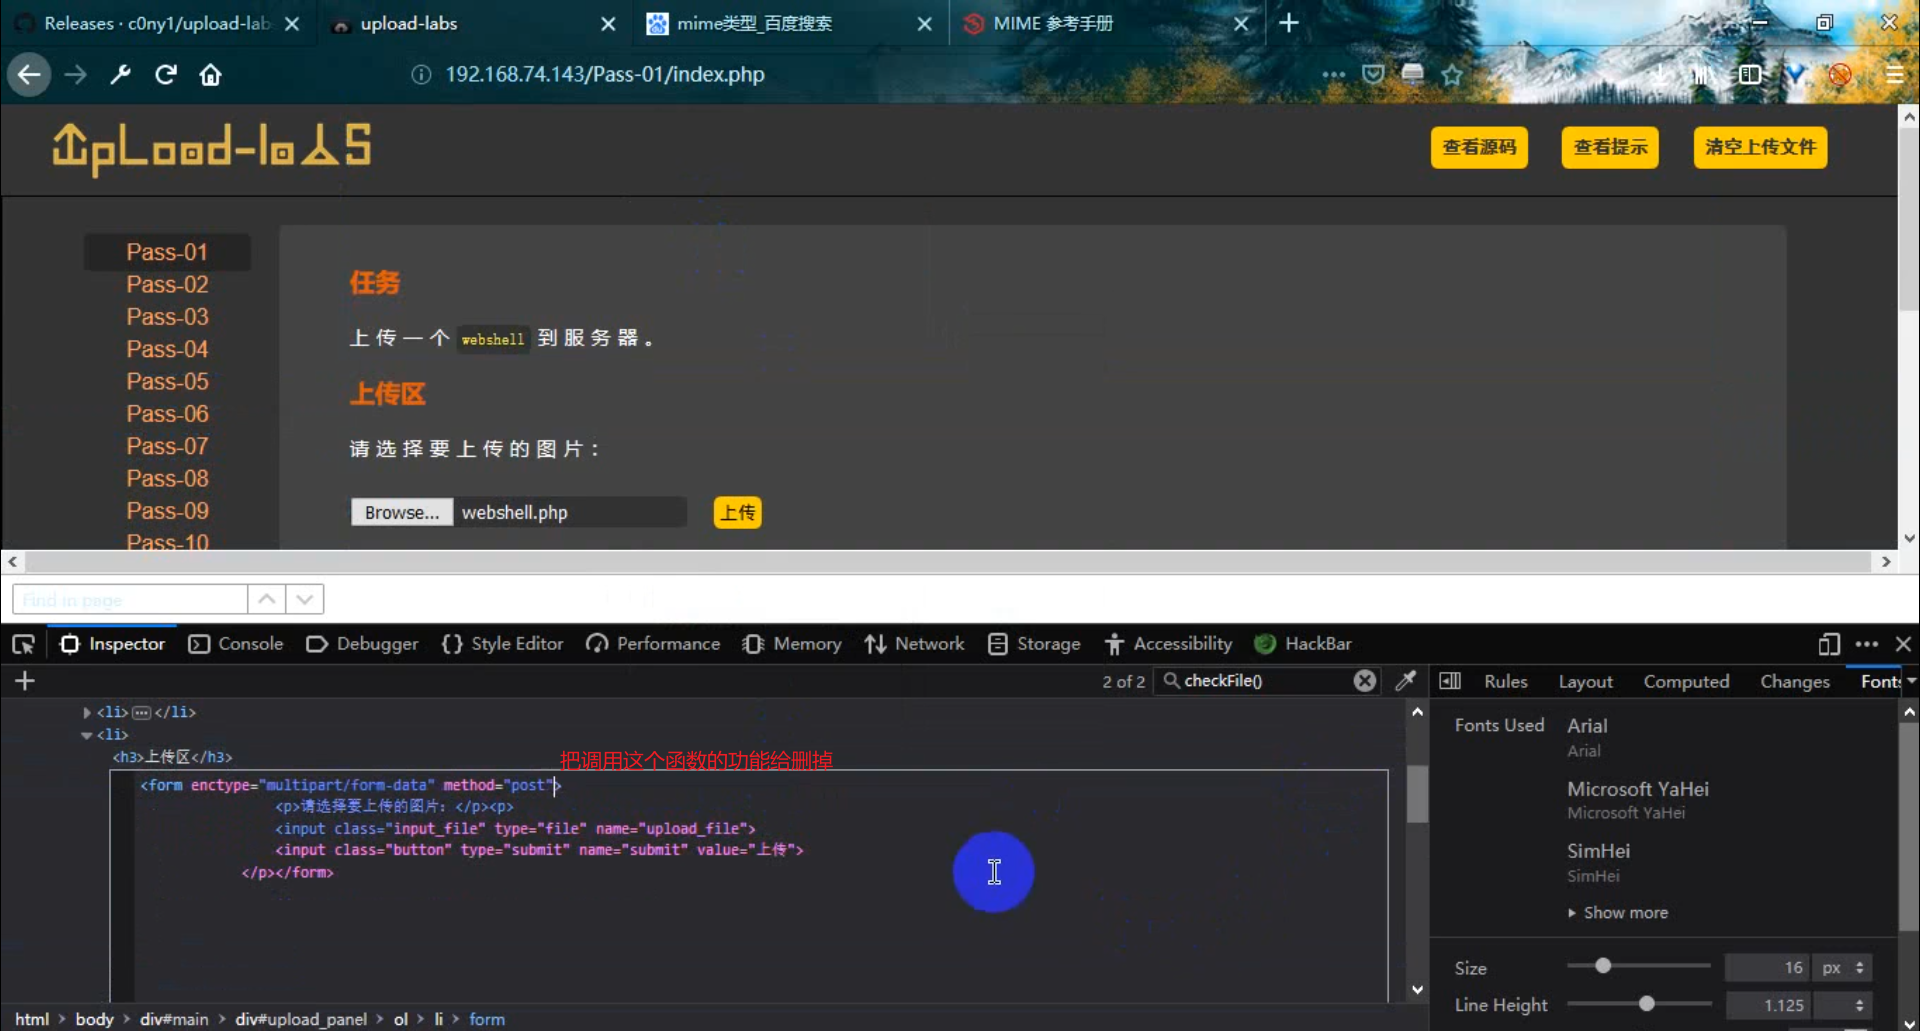 Releases · c0ny1/upload-lab
upload-labs
mime类型_百度搜索
MIME 参考手册
192.168.74.143/Pass-01/index.php
UpLoad-labs
查看源码
查看提示
清空上传文件
Pass-01
Pass-02
Pass-03
Pass-04
Pass-05
Pass-06
Pass-07
Pass-08
Pass-09
Pass-10
任务
上传一个 webshell 到服务器。
上传区
请选择要上传的图片：
Browse... webshell.php 上传
Find in page
Inspector Console Debugger Style Editor Performance Memory Network Storage Accessibility HackBar
2 of 2 checkFile()
Rules Layout Computed Changes Fonts
<li>…</li>
<li>
<h3>上传区</h3>
把调用这个函数的功能给删掉
<form enctype="multipart/form-data" method="post">
<p>请选择要上传的图片：</p><p>
<input class="input_file" type="file" name="upload_file">
<input class="button" type="submit" name="submit" value="上传">
</p></form>
html > body > div#main > div#upload_panel > ol > li > form
Fonts Used Arial
Arial
Microsoft YaHei
Microsoft YaHei
SimHei
SimHei
Show more
Size 16 px
Line Height 1.125